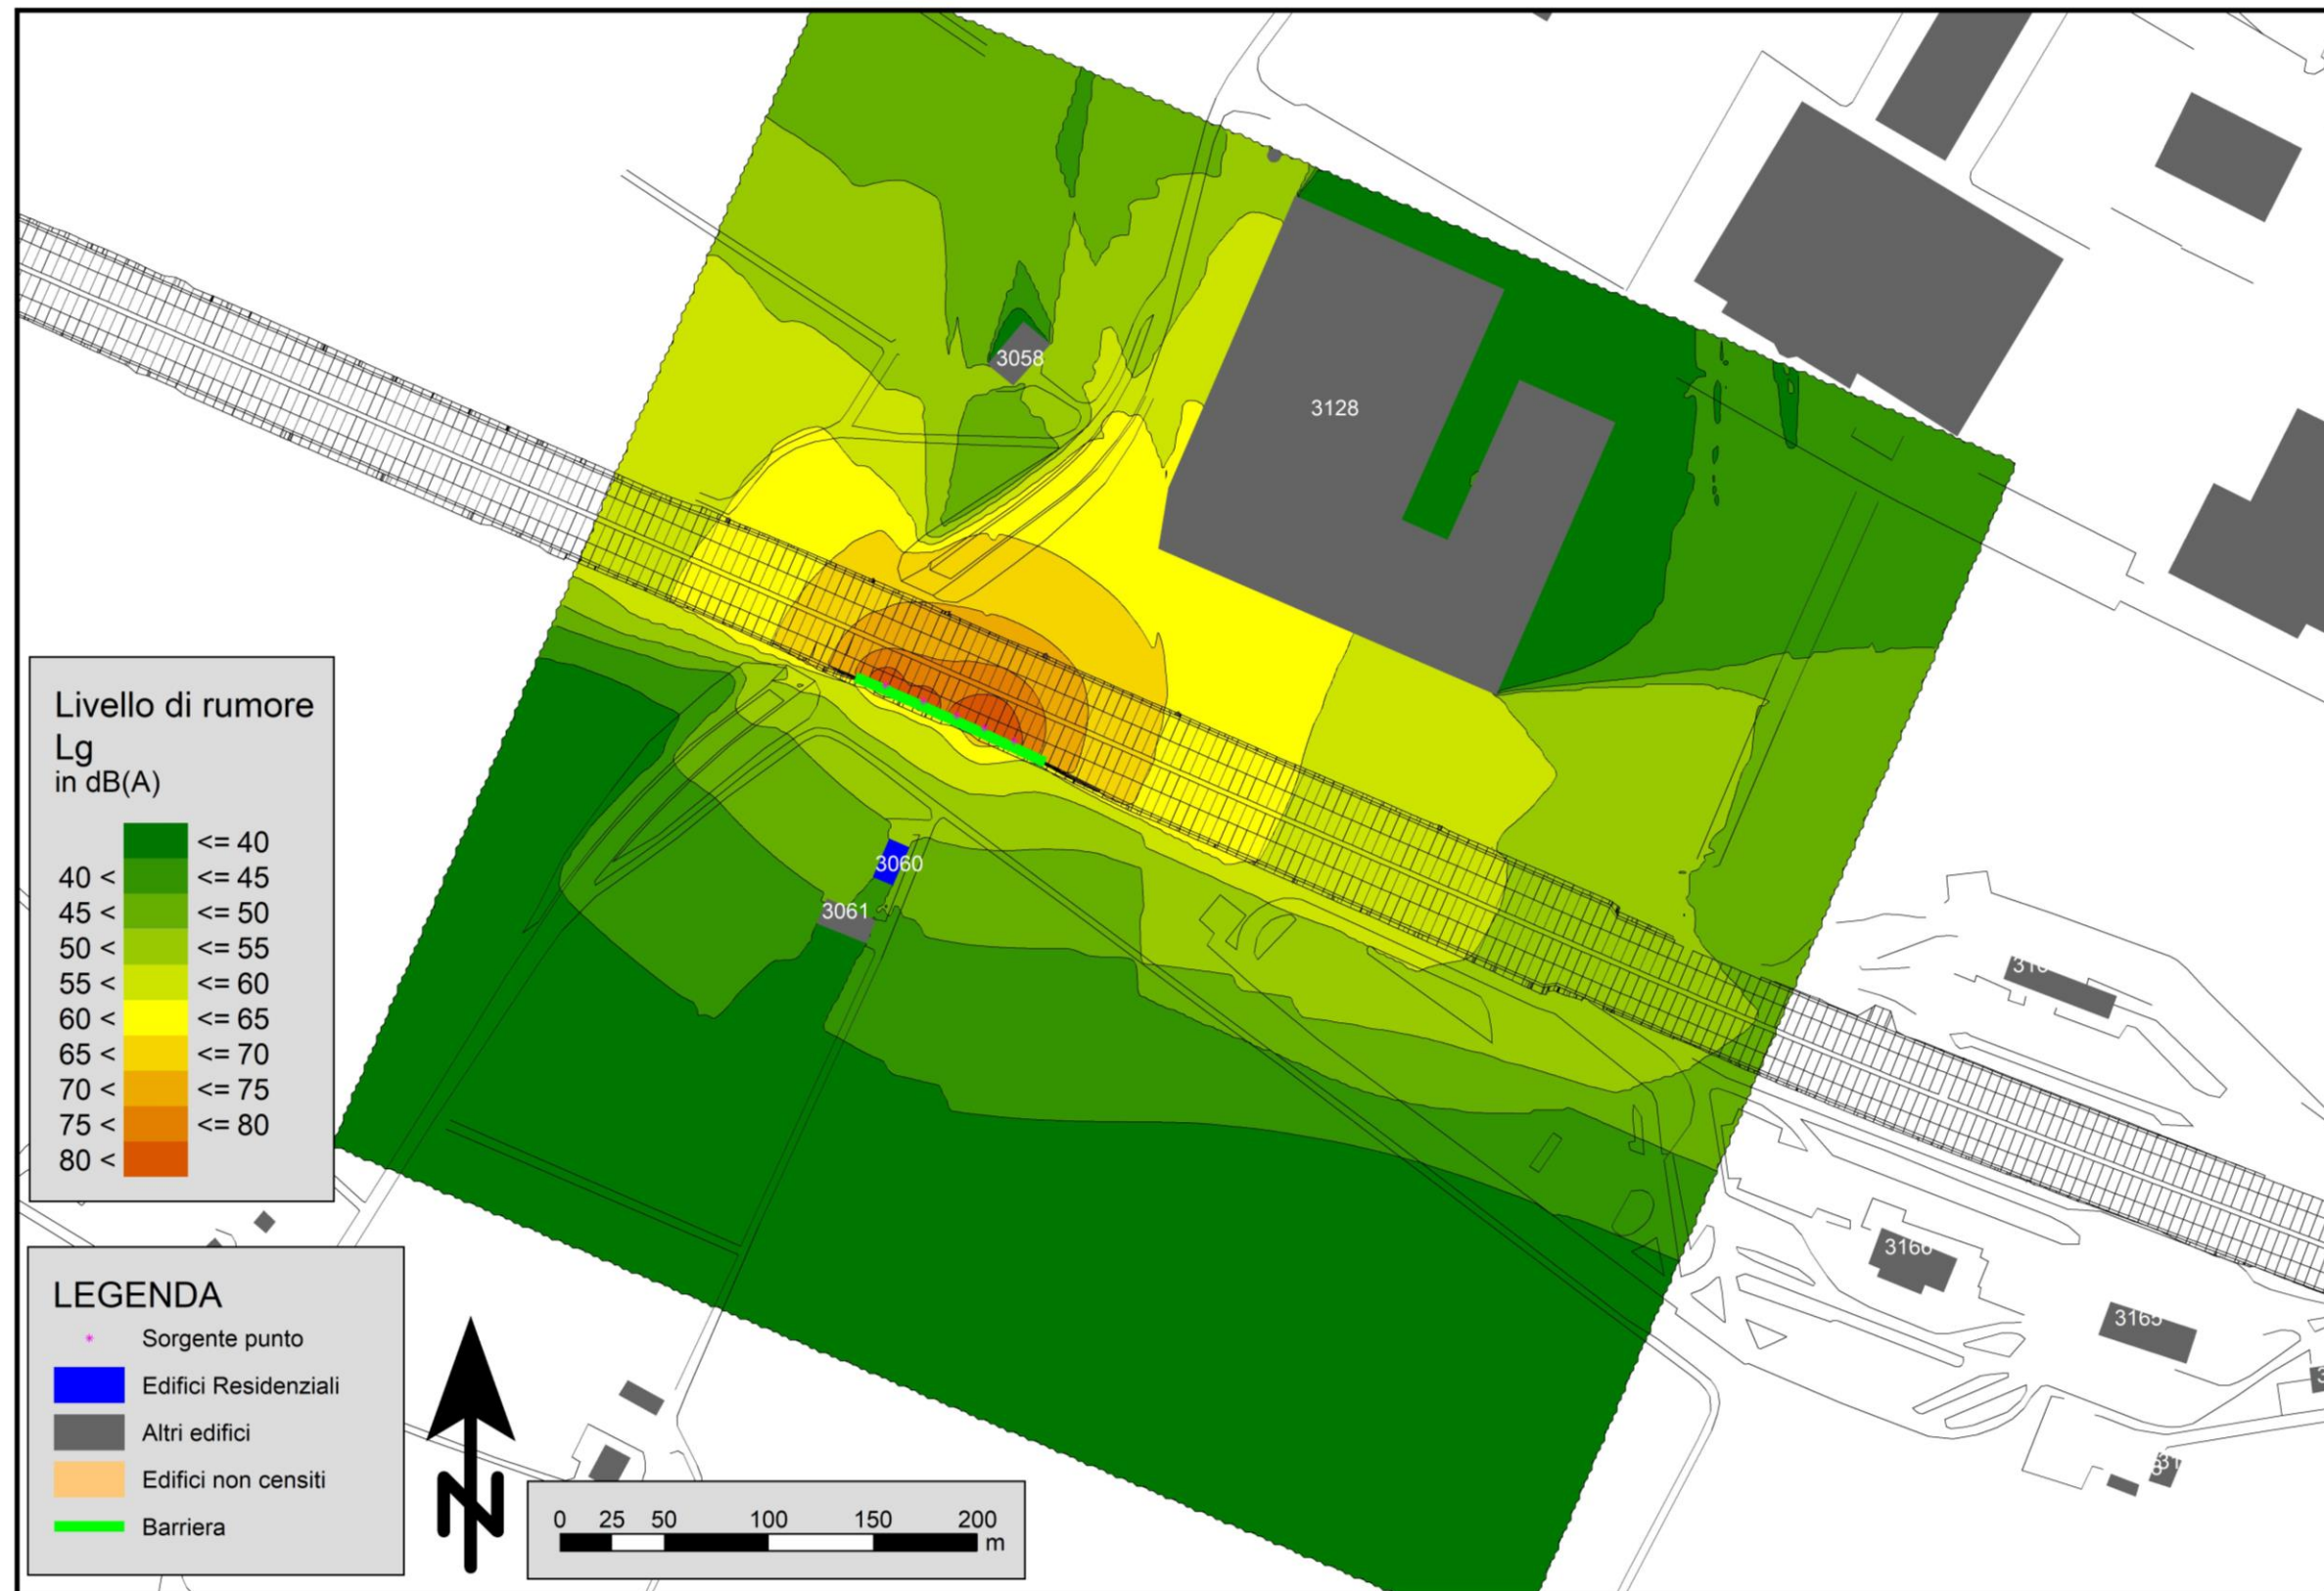 3058
3128
3060
3061
3166
3165
Livello di rumore
Lg
in dB(A)
<= 40
40 < <= 45
45 < <= 50
50 < <= 55
55 < <= 60
60 < <= 65
65 < <= 70
70 < <= 75
75 < <= 80
80 <
LEGENDA
Sorgente punto
Edifici Residenziali
Altri edifici
Edifici non censiti
Barriera
N
0 25 50 100 150 200
m